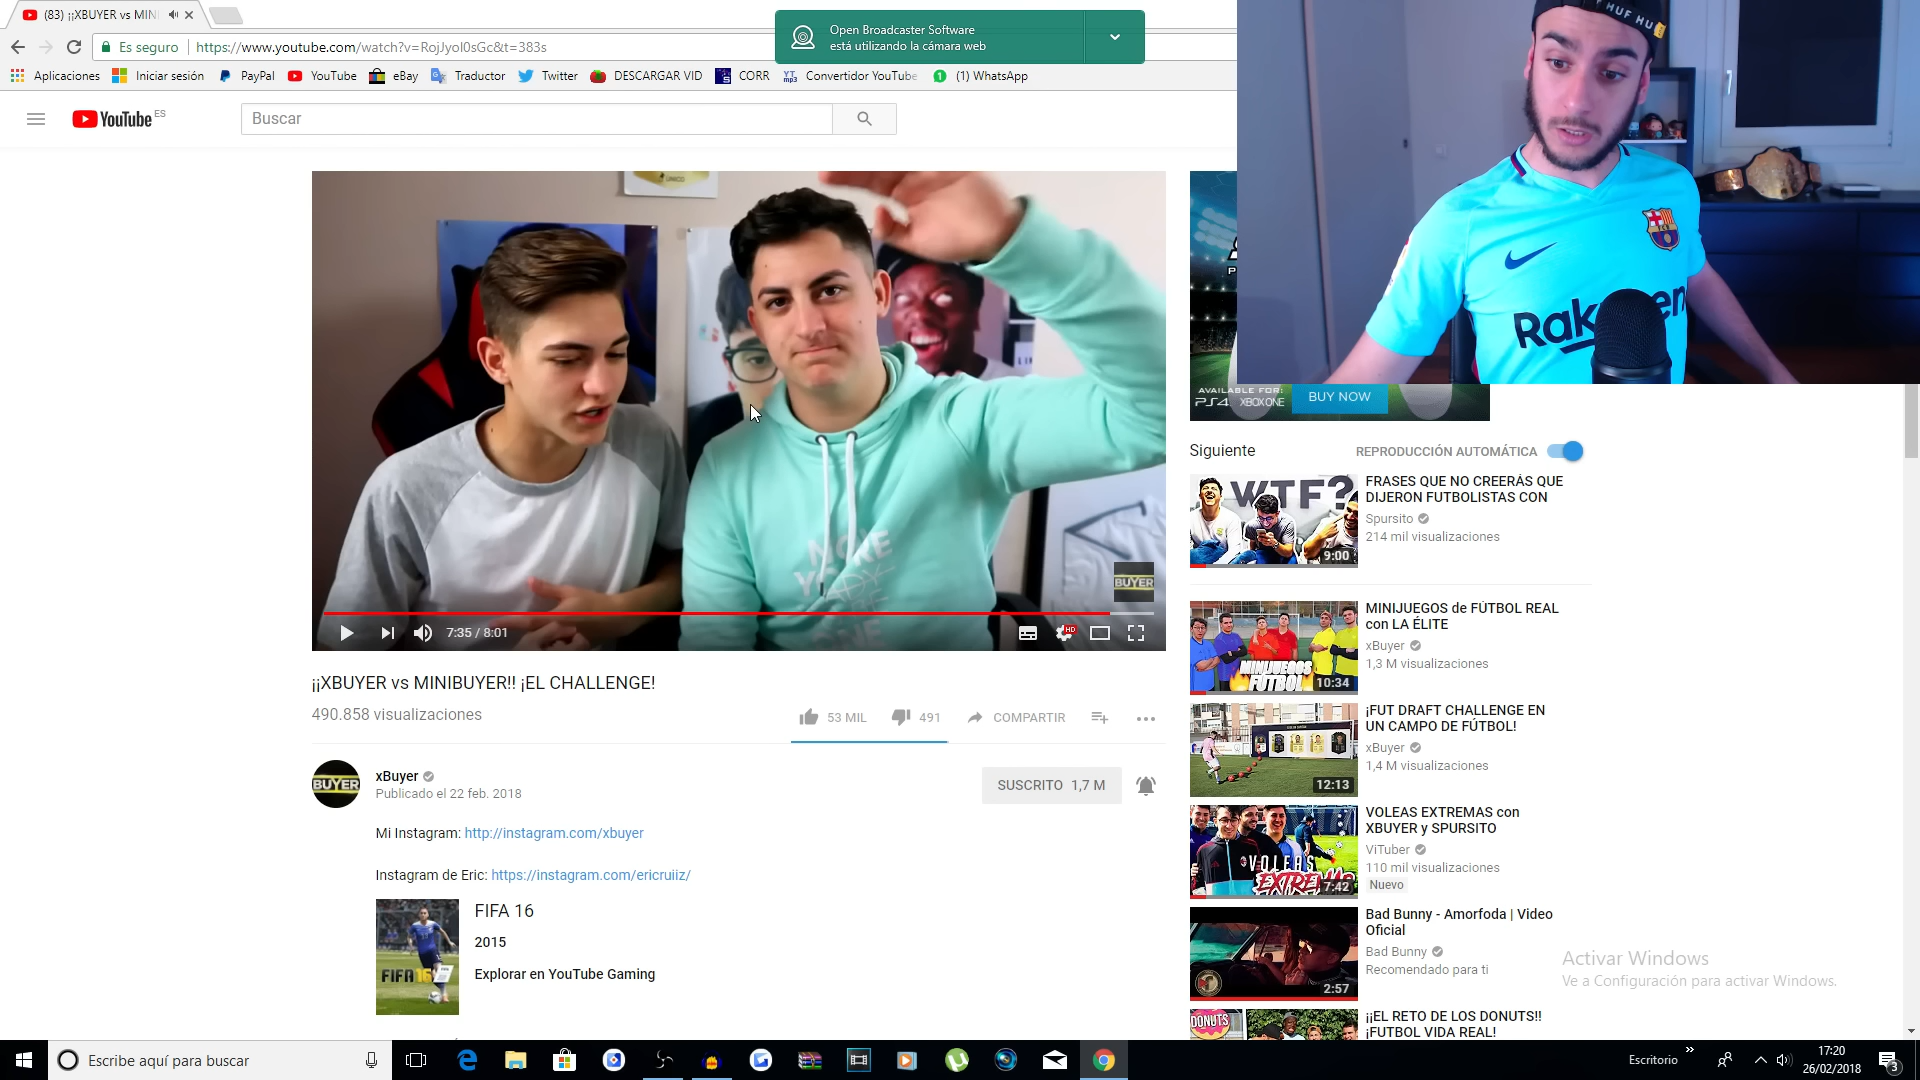 (83) ¡¡XBUYER vs MIN
Open Broadcaster Software
está utilizando la cámara web
Es seguro
https://www.youtube.com/watch?v=RojJyol0sGc&t=383s
Aplicaciones
Iniciar sesión
PayPal
YouTube
eBay
Traductor
Twitter
DESCARGAR VID
CORR
Convertidor YouTube
(1) WhatsApp
YouTube ES
Buscar
HUF HU
Rak en
BUYER
7:35 / 8:01
HD
AVAILABLE FOR:
PS4 XBOXONE
BUY NOW
Siguiente
REPRODUCCIÓN AUTOMÁTICA
WTF?
9:00
FRASES QUE NO CREERÁS QUE
DIJERON FUTBOLISTAS CON
Spursito
214 mil visualizaciones
MINIJUEGOS
FUTBOL
10:34
MINIJUEGOS de FÚTBOL REAL
con LA ÉLITE
xBuyer
1,3 M visualizaciones
12:13
¡FUT DRAFT CHALLENGE EN
UN CAMPO DE FÚTBOL!
xBuyer
1,4 M visualizaciones
VOLEAS
EXTREMAS
7:42
VOLEAS EXTREMAS con
XBUYER y SPURSITO
ViTuber
110 mil visualizaciones
Nuevo
2:57
Bad Bunny - Amorfoda | Video
Oficial
Bad Bunny
Recomendado para ti
DONUTS
¡¡EL RETO DE LOS DONUTS!!
¡FUTBOL VIDA REAL!
¡¡XBUYER vs MINIBUYER!! ¡EL CHALLENGE!
490.858 visualizaciones
53 MIL
491
COMPARTIR
BUYER
xBuyer
Publicado el 22 feb. 2018
SUSCRITO 1,7 M
Mi Instagram: http://instagram.com/xbuyer
Instagram de Eric: https://instagram.com/ericruiiz/
FIFA 16
FIFA 16
2015
Explorar en YouTube Gaming
Activar Windows
Ve a Configuración para activar Windows.
Escribe aquí para buscar
Escritorio
17:20
26/02/2018
3